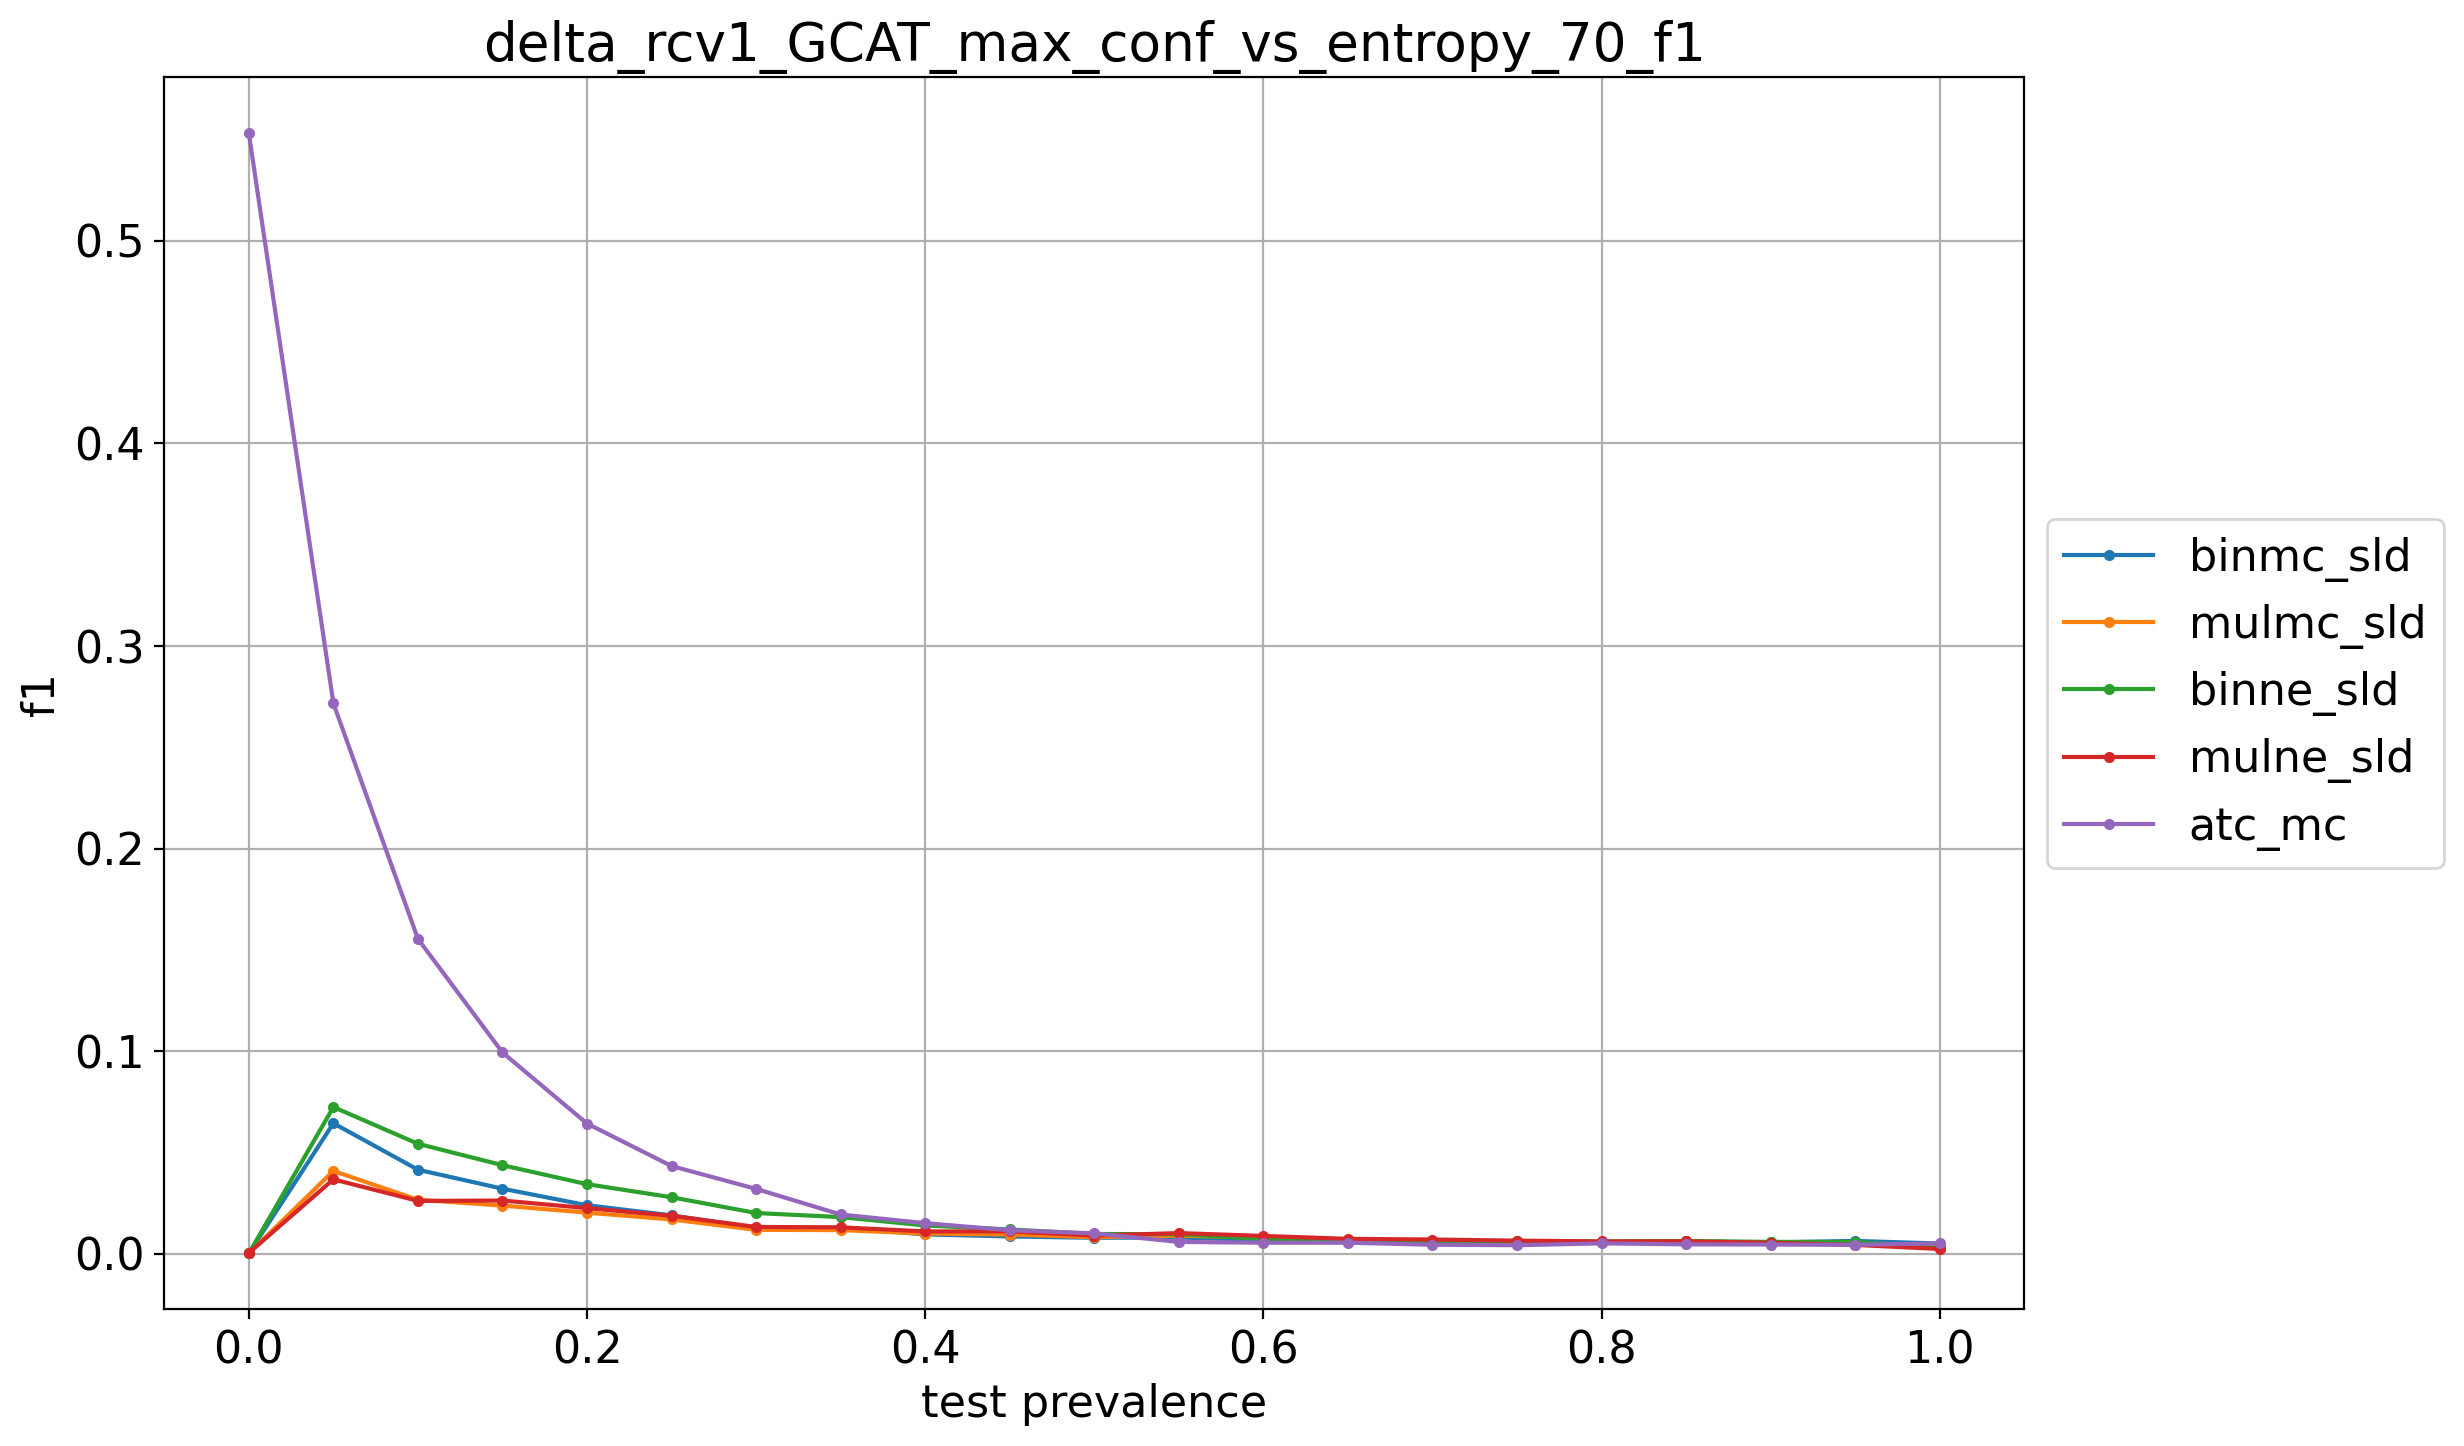 delta_rcv1_GCAT_max_conf_vs_entropy_70_f1
f1
0.5
0.4
0.3
0.2
0.1
0.0
0.0 0.2 0.4 0.6 0.8 1.0
test prevalence
binmc_sld
mulmc_sld
binne_sld
mulne_sld
atc_mc